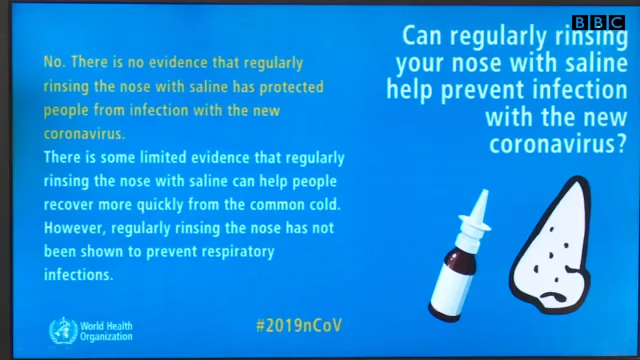 BBC
Can regularly rinsing
your nose with saline
help prevent infection
with the new
coronavirus?
No. There is no evidence that regularly
rinsing the nose with saline has protected
people from infection with the new
coronavirus.
There is some limited evidence that regularly
rinsing the nose with saline can help people
recover more quickly from the common cold.
However, regularly rinsing the nose has not
been shown to prevent respiratory
infections.
World Health
Organization
#2019nCoV